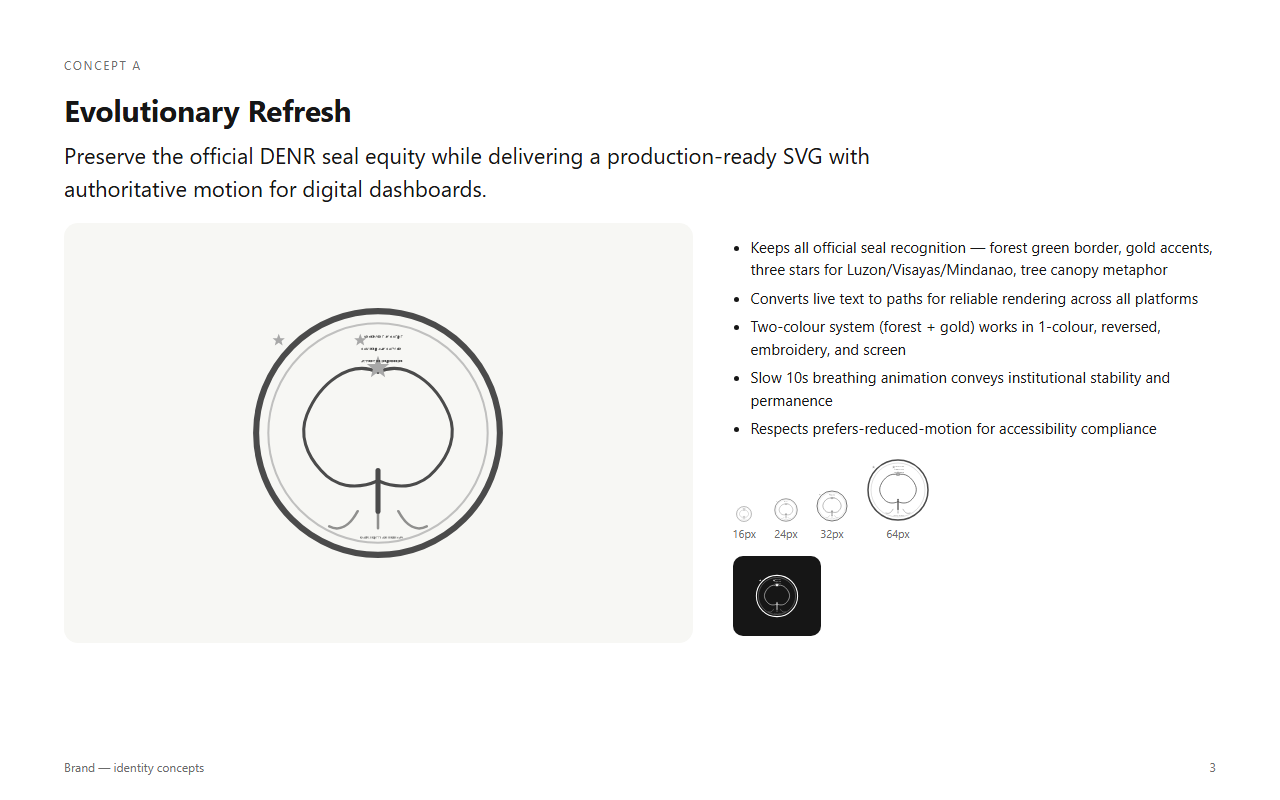 CONCEPT A
Evolutionary Refresh
Preserve the official DENR seal equity while delivering a production-ready SVG with
authoritative motion for digital dashboards.
• Keeps all official seal recognition — forest green border, gold accents,
three stars for Luzon/Visayas/Mindanao, tree canopy metaphor
• Converts live text to paths for reliable rendering across all platforms
• Two-colour system (forest + gold) works in 1-colour, reversed,
embroidery, and screen
• Slow 10s breathing animation conveys institutional stability and
permanence
• Respects prefers-reduced-motion for accessibility compliance
16px 24px 32px 64px
Brand — identity concepts
3